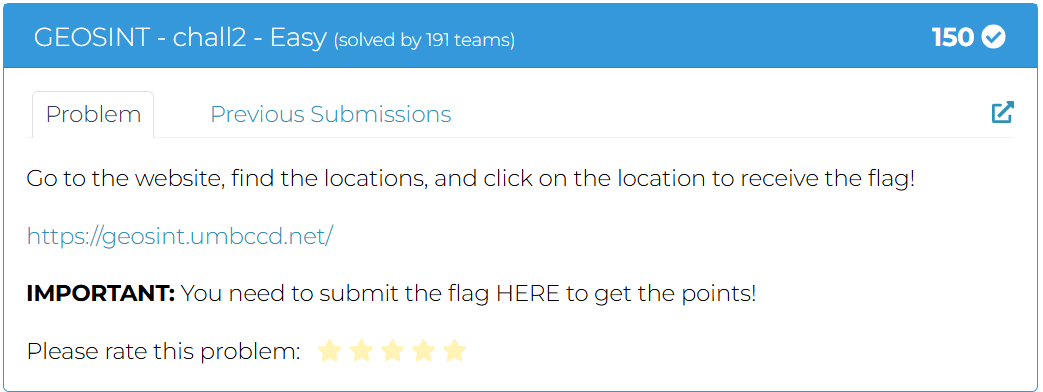 GEOSINT - chall2 - Easy (solved by 191 teams) 150
Problem Previous Submissions
Go to the website, find the locations, and click on the location to receive the flag!
https://geosint.umbccd.net/
IMPORTANT: You need to submit the flag HERE to get the points!
Please rate this problem: